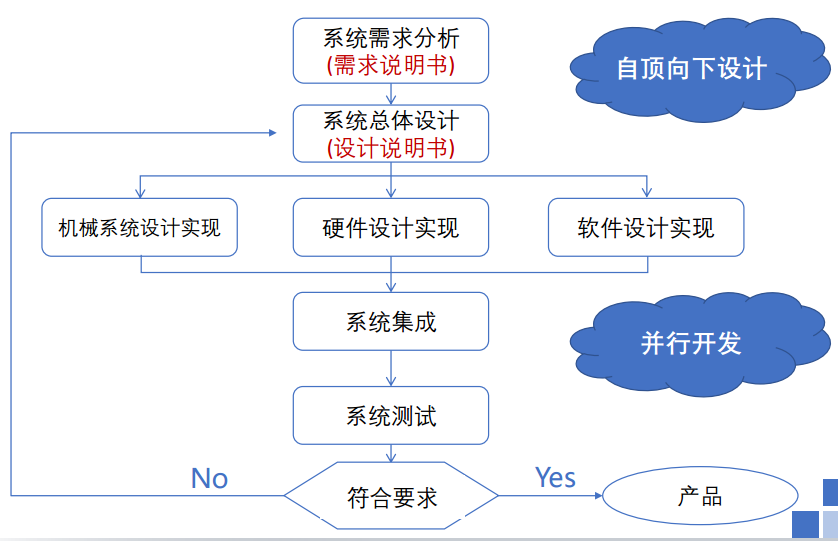 系统需求分析
(需求说明书)
自顶向下设计
系统总体设计
(设计说明书)
机械系统设计实现
硬件设计实现
软件设计实现
系统集成
并行开发
系统测试
No
符合要求
Yes
产品